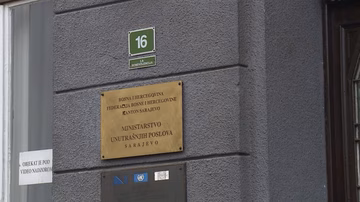 16
BOSNA I HERCEGOVINA
FEDERACIJA BOSNE I HERCEGOVINE
KANTON SARAJEVO
MINISTARSTVO
UNUTRAŠNJIH POSLOVA
SARAJEVO
OBJEKAT JE POD
VIDEO NADZOROM